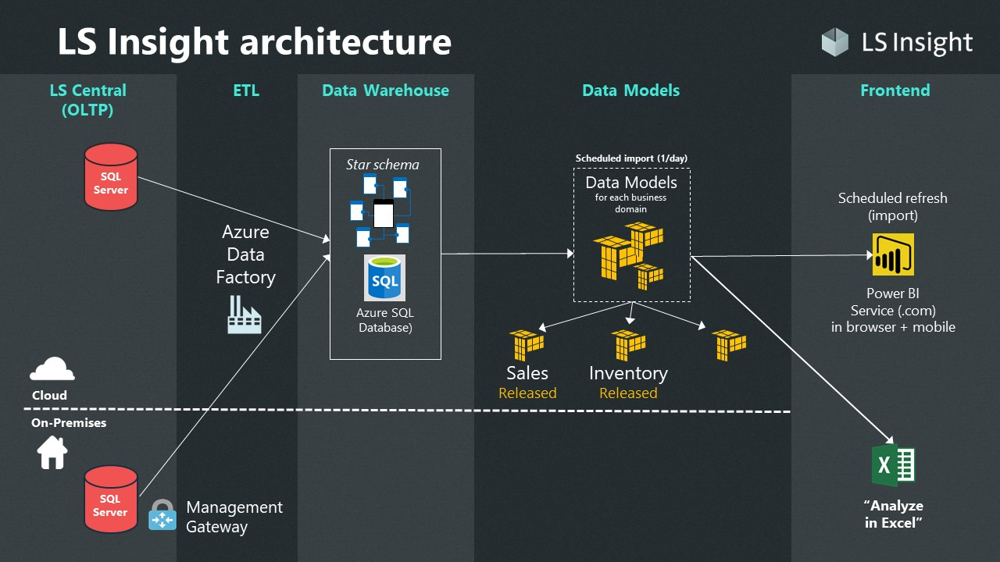 LS Insight architecture
LS Insight
LS Central
(OLTP)
ETL
Data Warehouse
Data Models
Frontend
SQL
Server
Azure
Data
Factory
Star schema
SQL
Azure SQL
Database)
Scheduled import (1/day)
Data Models
for each business
domain
Sales
Released
Inventory
Released
Scheduled refresh
(import)
Power BI
Service (.com)
in browser + mobile
Cloud
On-Premises
SQL
Server
Management
Gateway
X
“Analyze
in Excel”